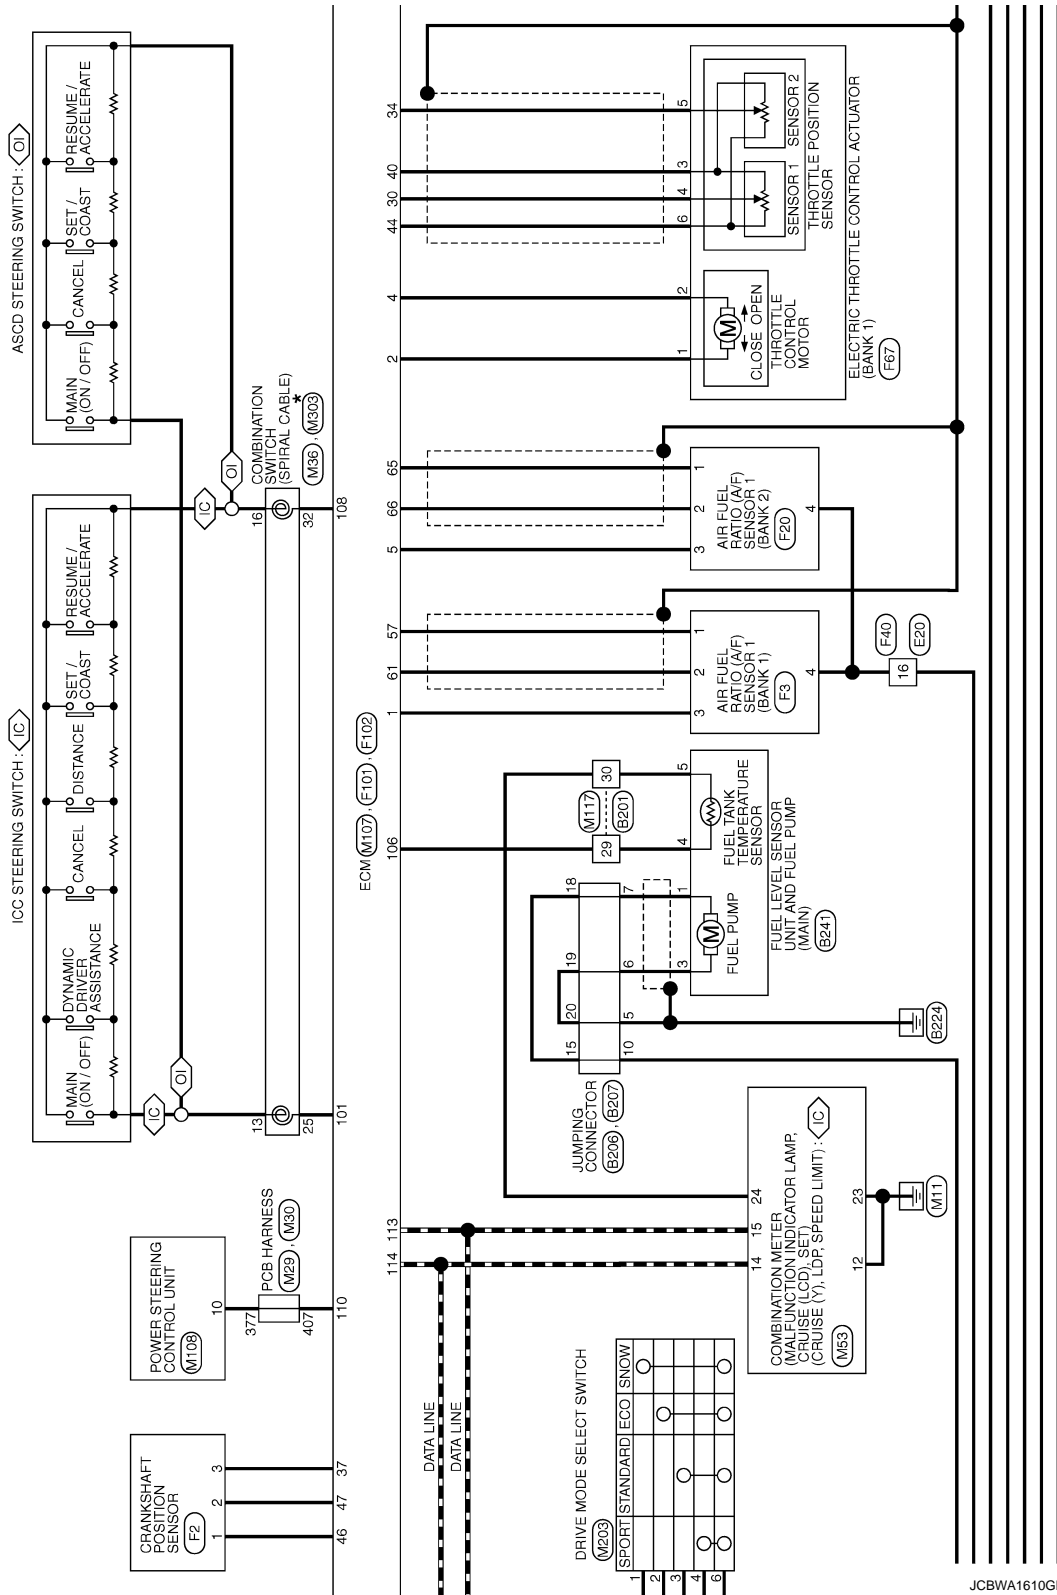 ASCD STEERING SWITCH : OI
MAIN
(ON / OFF)
CANCEL
SET /
COAST
RESUME /
ACCELERATE
ICC STEERING SWITCH : IC
MAIN
(ON / OFF)
DYNAMIC
DRIVER
ASSISTANCE
CANCEL
DISTANCE
SET /
COAST
RESUME /
ACCELERATE
IC
OI
IC
OI
COMBINATION
SWITCH
(SPIRAL CABLE)
M36 , M303
*
13
25
101
16
32
108
POWER STEERING
CONTROL UNIT
M108
10
PCB HARNESS
M29 , M30
377
407
110
CRANKSHAFT
POSITION
SENSOR
F2
1 2 3
46 47 37
ECM M107 , F101 , F102
114 113 106 1 61 57 5 66 65 2 4 44 30 40 34
DATA LINE
DATA LINE
DRIVE MODE SELECT SWITCH
M203
SPORT STANDARD ECO SNOW
1
2
3
4
6
14 15 24
12 23
COMBINATION METER
(MALFUNCTION INDICATOR LAMP,
CRUISE (LCD), SET)
(CRUISE (Y), LDP, SPEED LIMIT) : IC
M53
M11
JUMPING
CONNECTOR
B206 , B207
15 20 19 18
10 5 6 7
3 1 4 5
B224
29 30
M117
B201
FUEL PUMP
M
FUEL TANK
TEMPERATURE
SENSOR
FUEL LEVEL SENSOR
UNIT AND FUEL PUMP
(MAIN)
B241
3 2 1
AIR FUEL
RATIO (A/F)
SENSOR 1
(BANK 1)
F3
4
16
F40
E20
3 2 1
AIR FUEL
RATIO (A/F)
SENSOR 1
(BANK 2)
F20
4
1 2 6 4 3 5
M
CLOSE OPEN
THROTTLE
CONTROL
MOTOR
SENSOR 1
SENSOR 2
THROTTLE POSITION
SENSOR
ELECTRIC THROTTLE CONTROL ACTUATOR
(BANK 1)
F67
JCBWA1610G